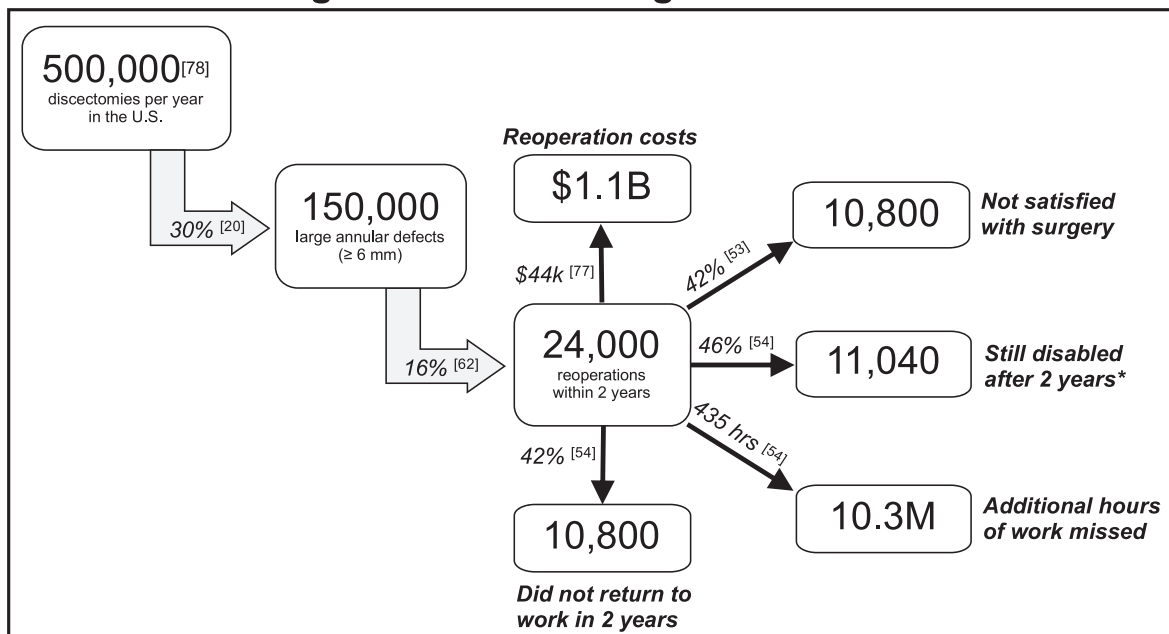 500,000[78]
discectomies per year
in the U.S.
30% [20]
150,000
large annular defects
(≥ 6 mm)
16% [62]
Reoperation costs
$1.1B
$44k [77]
24,000
reoperations
within 2 years
42% [53]
10,800
Not satisfied
with surgery
46% [54]
11,040
Still disabled
after 2 years*
435 hrs [54]
10.3M
Additional hours
of work missed
42% [54]
10,800
Did not return to
work in 2 years